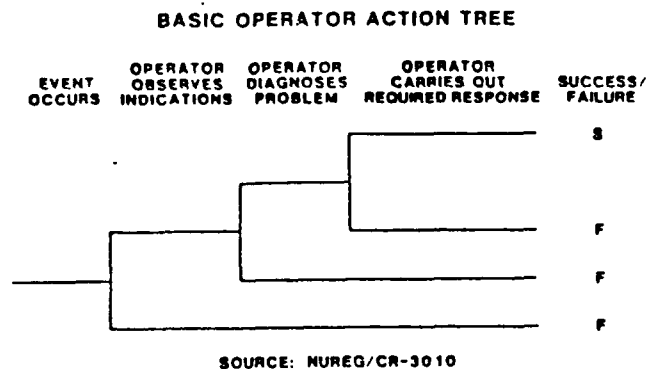 BASIC OPERATOR ACTION TREE
EVENT OCCURS
OPERATOR OBSERVES INDICATIONS
OPERATOR DIAGNOSES PROBLEM
OPERATOR CARRIES OUT REQUIRED RESPONSE
SUCCESS/ FAILURE
S
F
F
F
SOURCE: NUREG/CR-3010